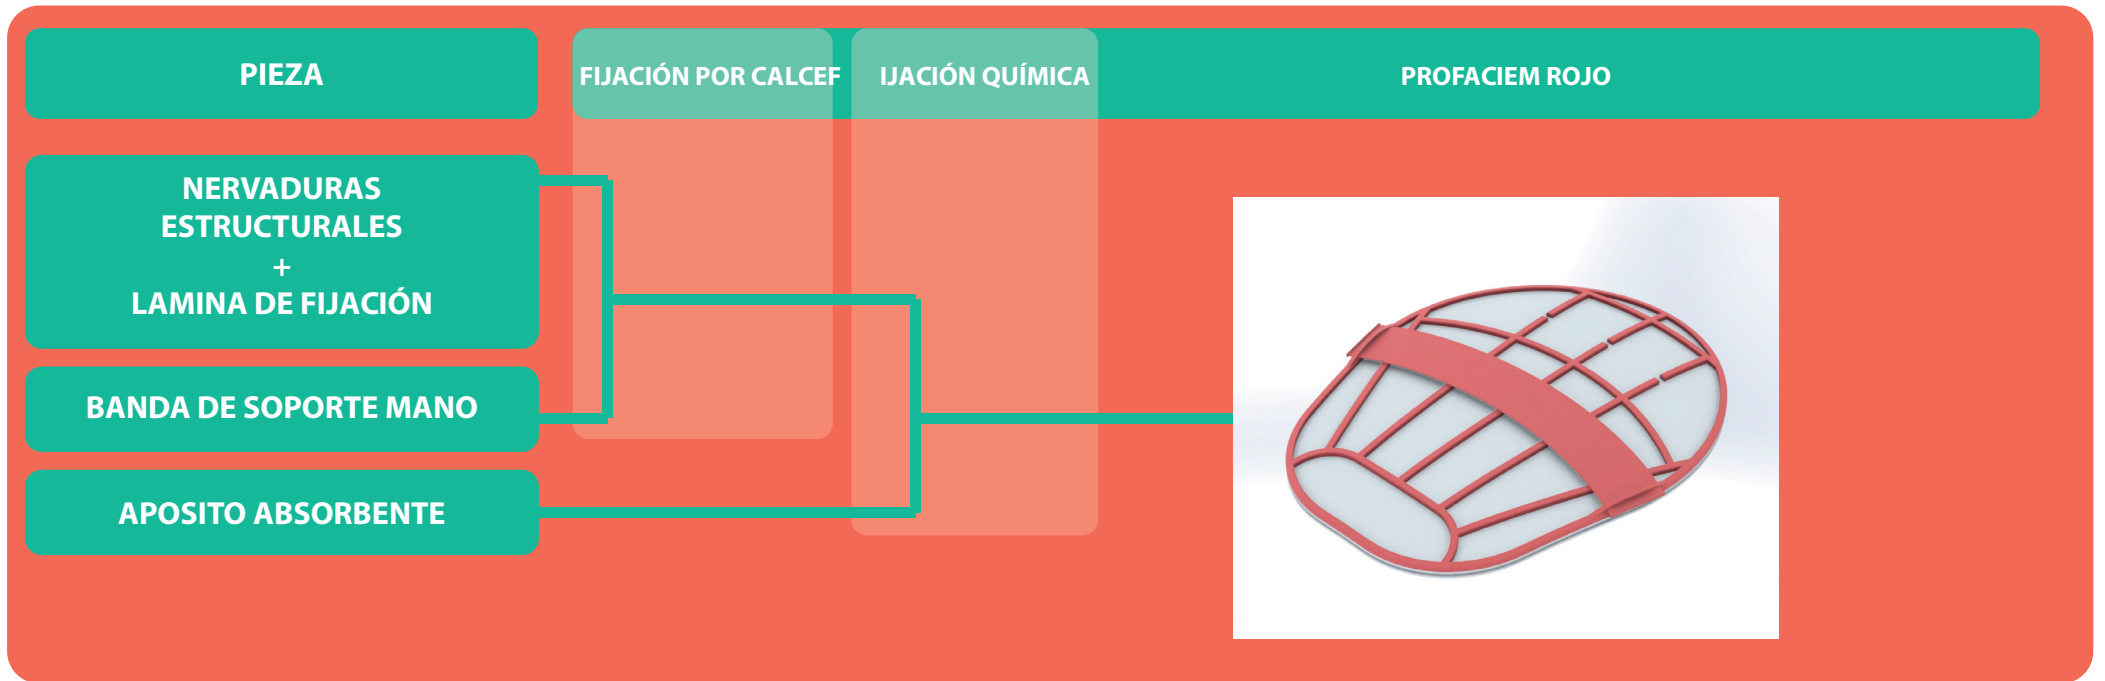 PIEZA
FIJACIÓN POR CALCEF
IJACIÓN QUÍMICA
PROFACIEM ROJO
NERVADURAS
ESTRUCTURALES
+
LAMINA DE FIJACIÓN
BANDA DE SOPORTE MANO
APOSITO ABSORBENTE